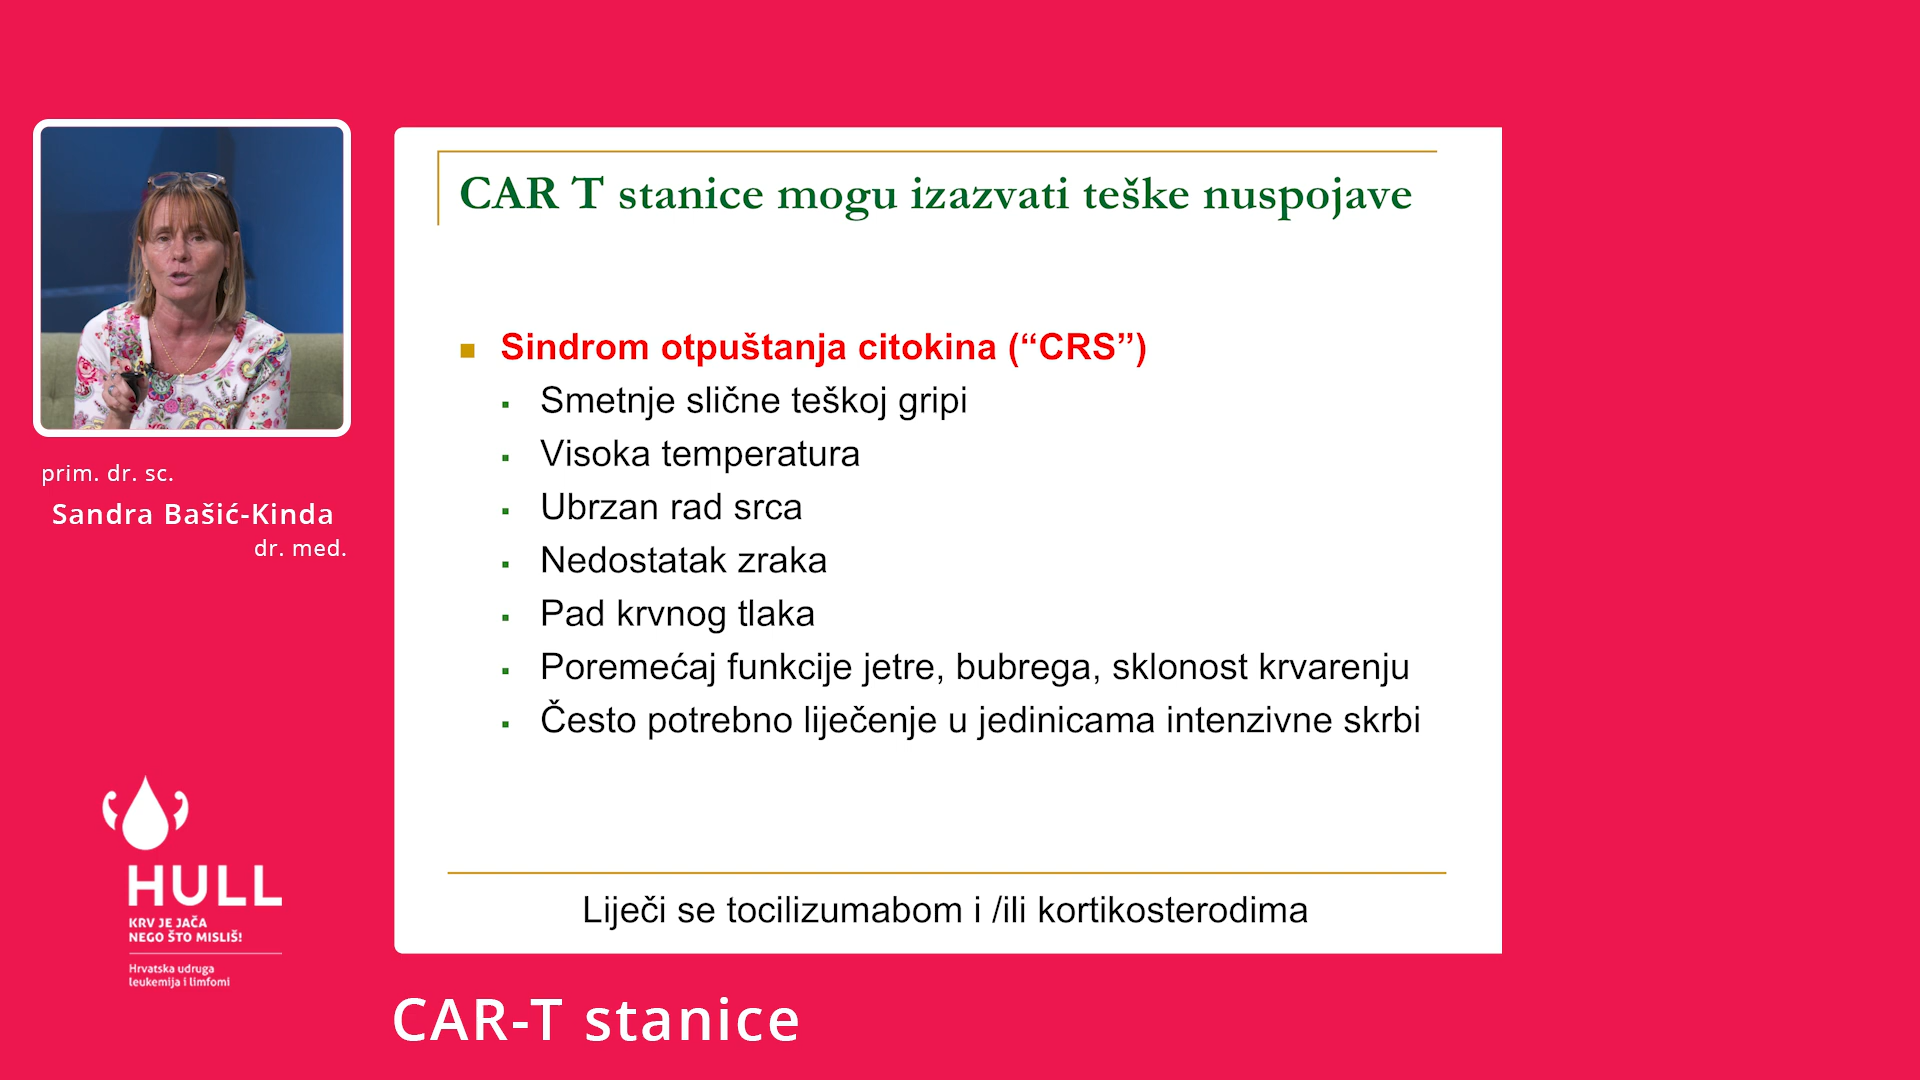 prim. dr. sc.
Sandra Bašić-Kinda
dr. med.
HULL
KRV JE JAČA
NEGO ŠTO MISLIŠ!
Hrvatska udruga
leukemija i limfomi
CAR T stanice mogu izazvati teške nuspojave
Sindrom otpuštanja citokina (“CRS”)
Smetnje slične teškoj gripi
Visoka temperatura
Ubrzan rad srca
Nedostatak zraka
Pad krvnog tlaka
Poremećaj funkcije jetre, bubrega, sklonost krvarenju
Često potrebno liječenje u jedinicama intenzivne skrbi
Liječi se tocilizumabom i /ili kortikosterodima
CAR-T stanice